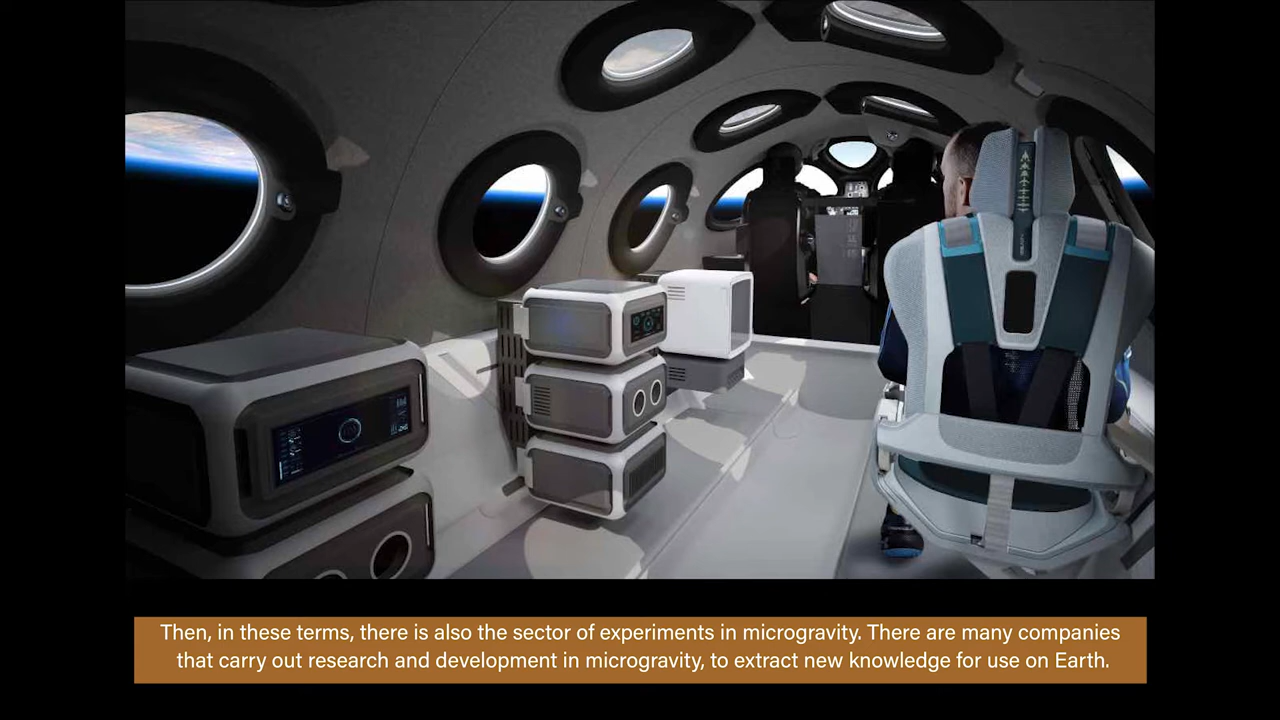 Then, in these terms, there is also the sector of experiments in microgravity. There are many companies
that carry out research and development in microgravity, to extract new knowledge for use on Earth.